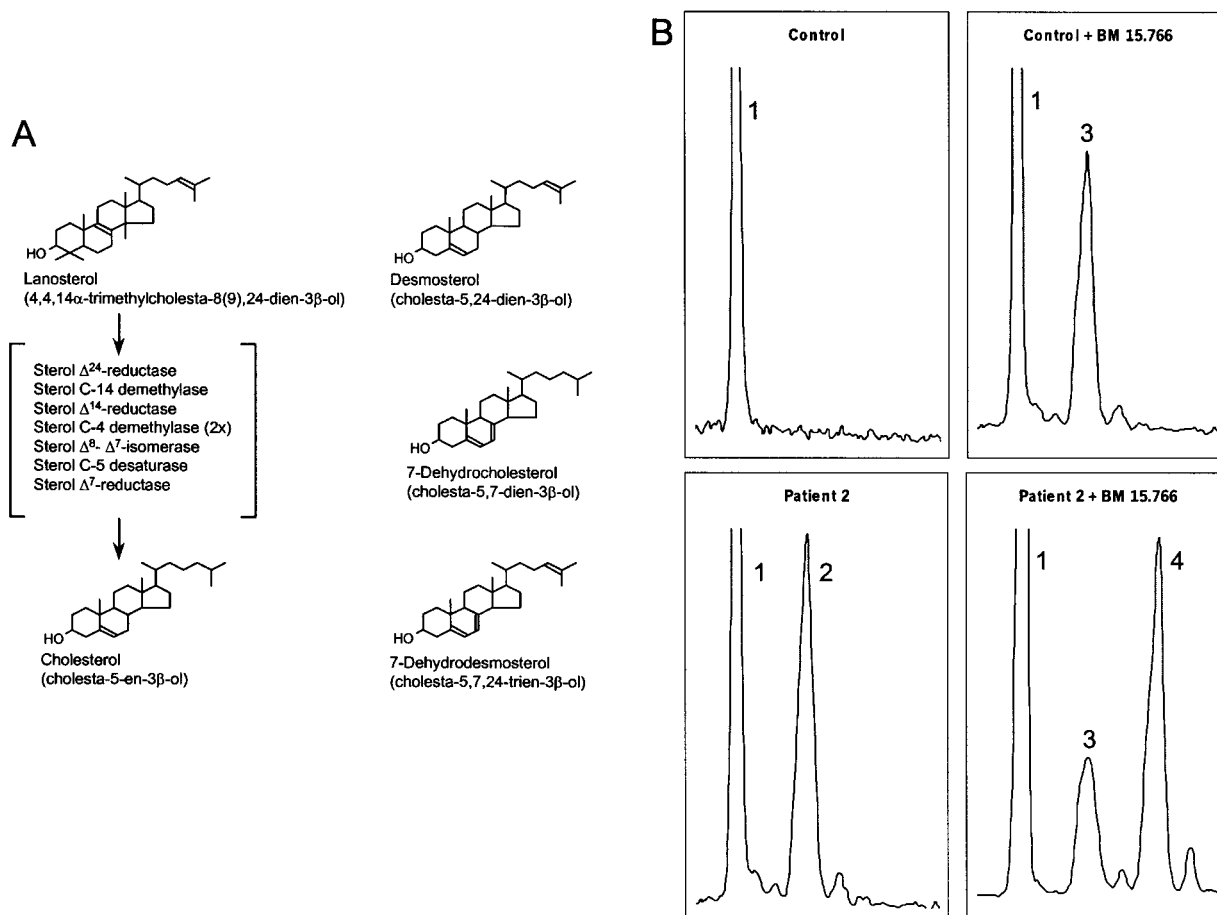 A
HO
Lanosterol
(4,4,14α-trimethylcholesta-8(9),24-dien-3β-ol)
Sterol Δ²⁴-reductase
Sterol C-14 demethylase
Sterol Δ¹⁴-reductase
Sterol C-4 demethylase (2x)
Sterol Δ⁸- Δ⁷-isomerase
Sterol C-5 desaturase
Sterol Δ⁷-reductase
HO
Cholesterol
(cholesta-5-en-3β-ol)
HO
Desmosterol
(cholesta-5,24-dien-3β-ol)
HO
7-Dehydrocholesterol
(cholesta-5,7-dien-3β-ol)
HO
7-Dehydrodesmosterol
(cholesta-5,7,24-trien-3β-ol)
B
Control
1
Control + BM 15.766
1
3
Patient 2
1
2
Patient 2 + BM 15.766
1
3
4